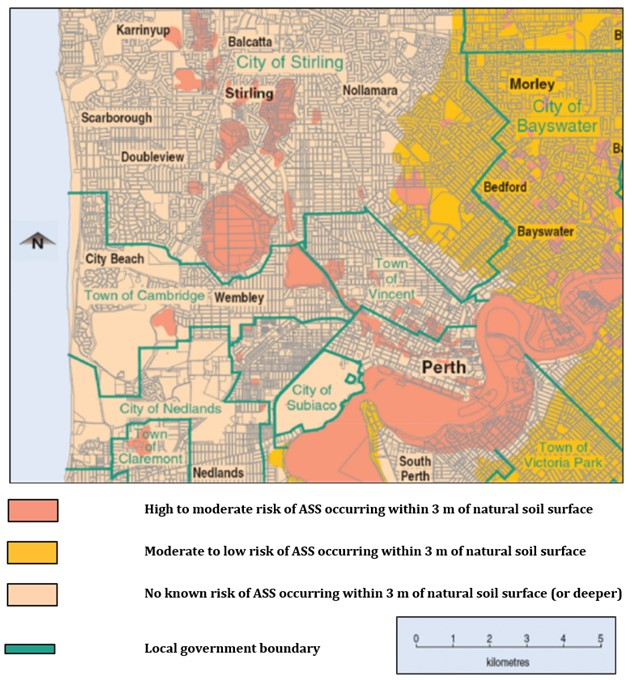 Karrinyup
Balcatta
City of Stirling
B
Stirling
Nollamara
Morley
City of
Bayswater
Scarborough
Doubleview
Ba
Bedford
Bayswater
N
City Beach
Town
of
Vincent
Town of Cambridge
Wembley
Perth
City of
Subiaco
City of Nedlands
Town
of
Claremont
Nedlands
South
Perth
Town of
Victoria Park
High to moderate risk of ASS occurring within 3 m of natural soil surface
Moderate to low risk of ASS occurring within 3 m of natural soil surface
No known risk of ASS occurring within 3 m of natural soil surface (or deeper)
Local government boundary
0 1 2 3 4 5
kilometres